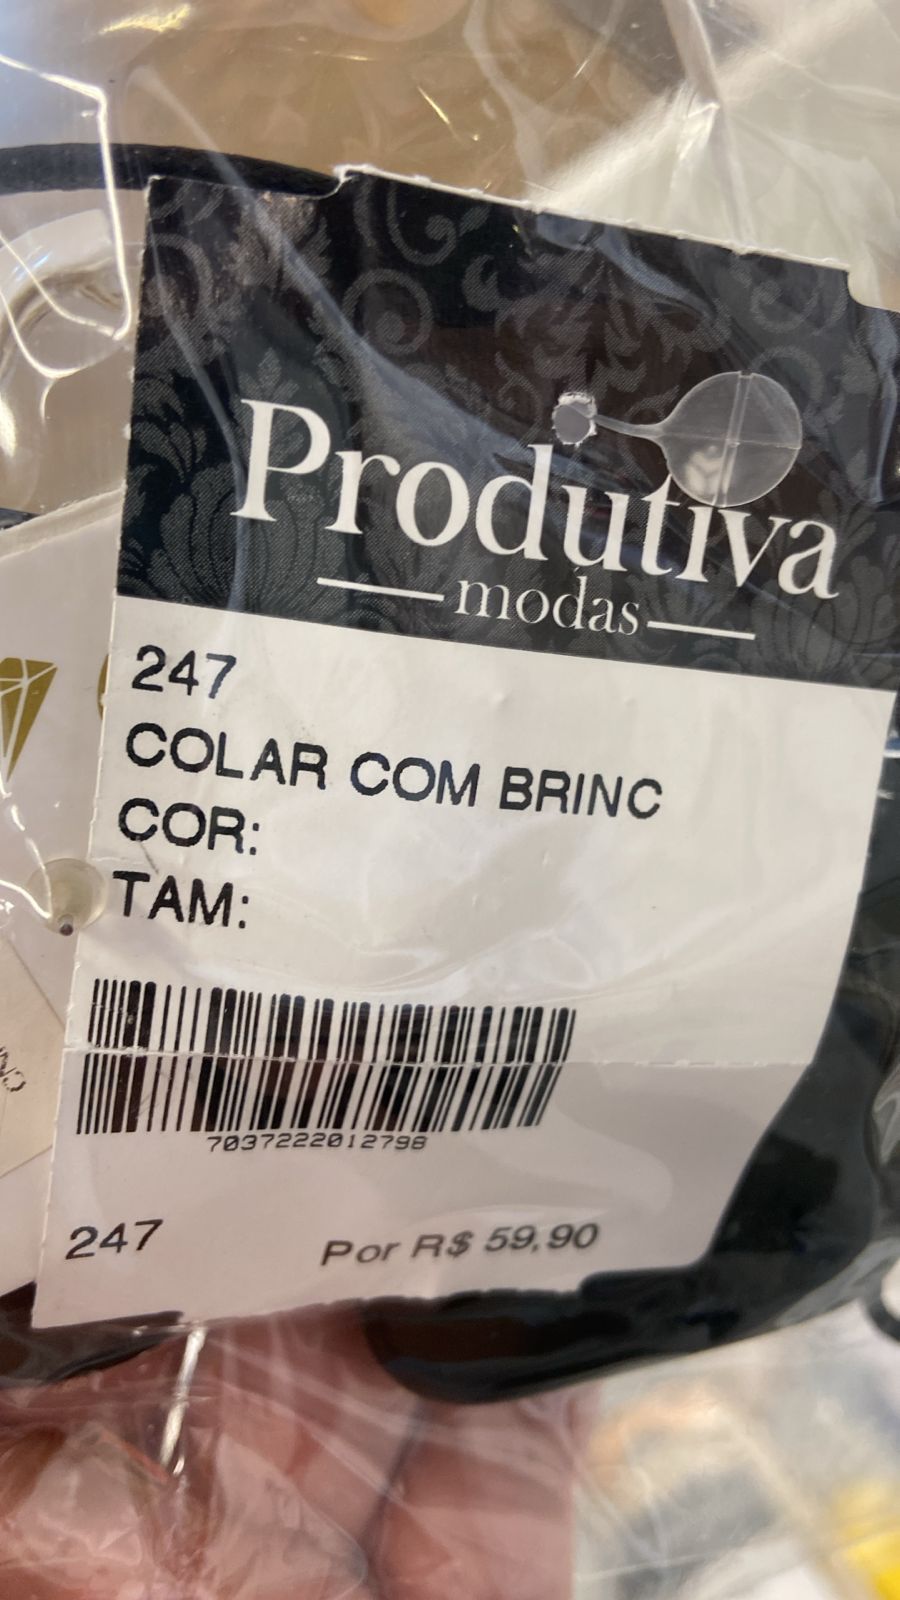 Produtiva
modas
247
COLAR COM BRINC
COR:
TAM:
7037222012798
247 Por R$ 59,90